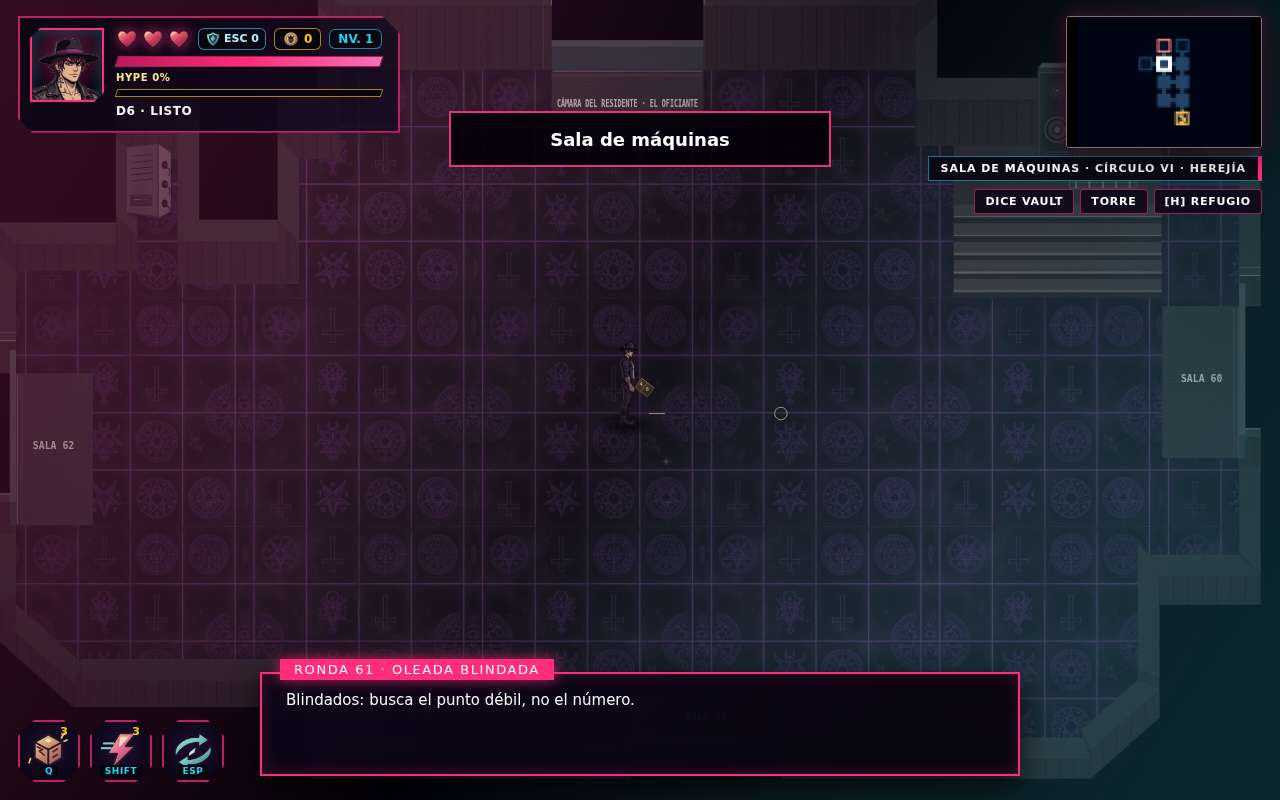 ESC 0
0
NV. 1
HYPE 0%
D6 · LISTO
CÁMARA DEL RESIDENTE · EL OFICIANTE
Sala de máquinas
SALA DE MÁQUINAS · CÍRCULO VI · HEREJÍA
DICE VAULT
TORRE
[H] REFUGIO
SALA 60
SALA 62
RONDA 61 · OLEADA BLINDADA
Blindados: busca el punto débil, no el número.
3
Q
3
SHIFT
ESP